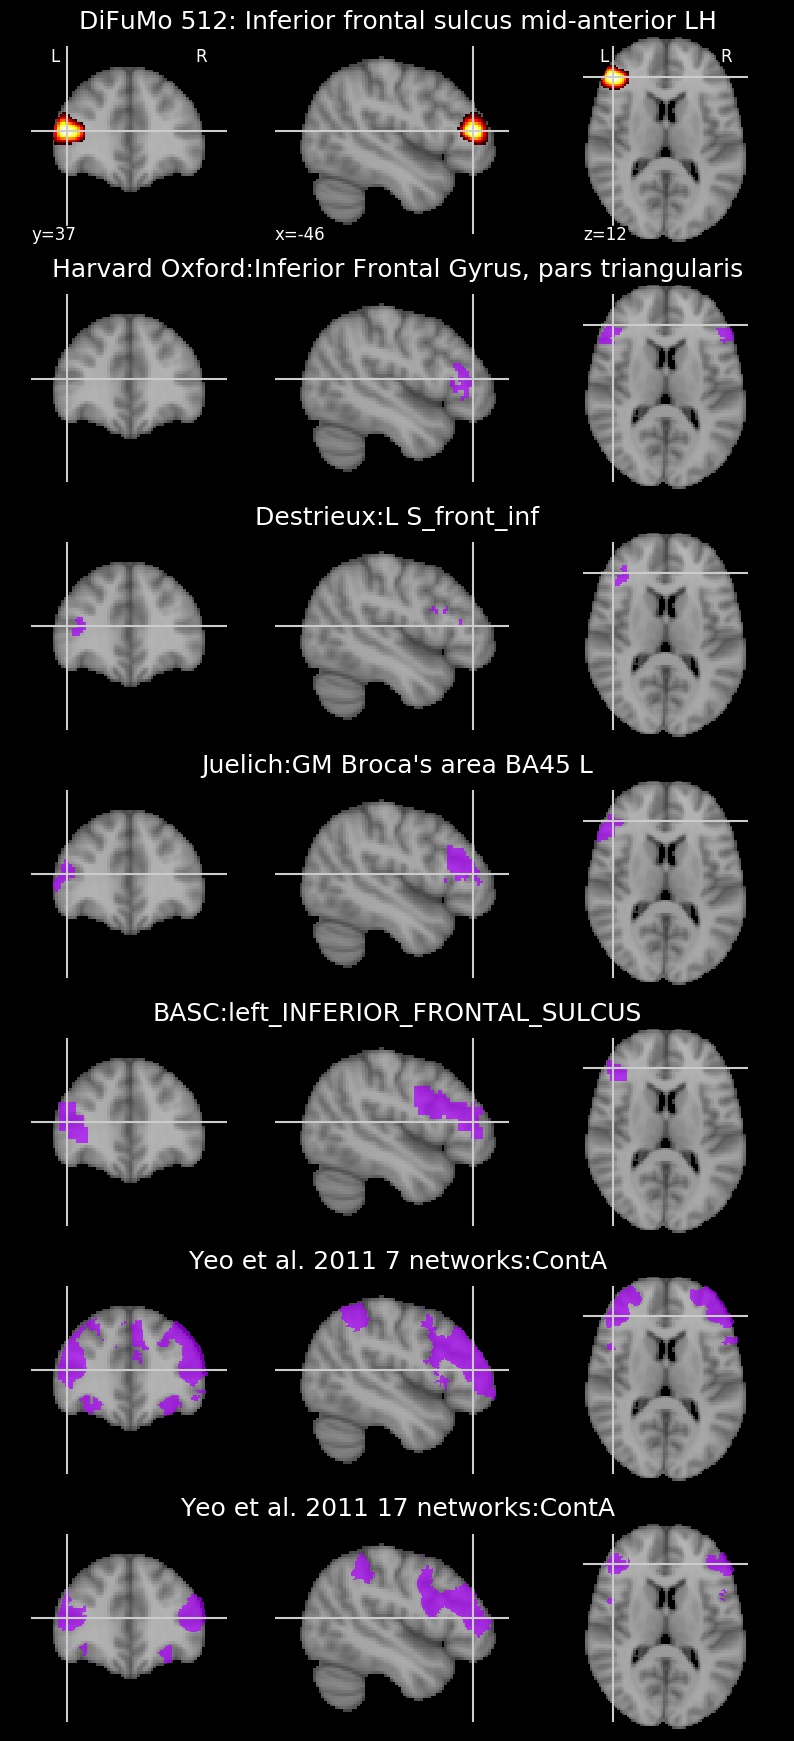 DiFuMo 512: Inferior frontal sulcus mid-anterior LH
L R L R
y=37 x=-46 z=12
Harvard Oxford:Inferior Frontal Gyrus, pars triangularis
Destrieux:L S_front_inf
Juelich:GM Broca's area BA45 L
BASC:left_INFERIOR_FRONTAL_SULCUS
Yeo et al. 2011 7 networks:ContA
Yeo et al. 2011 17 networks:ContA